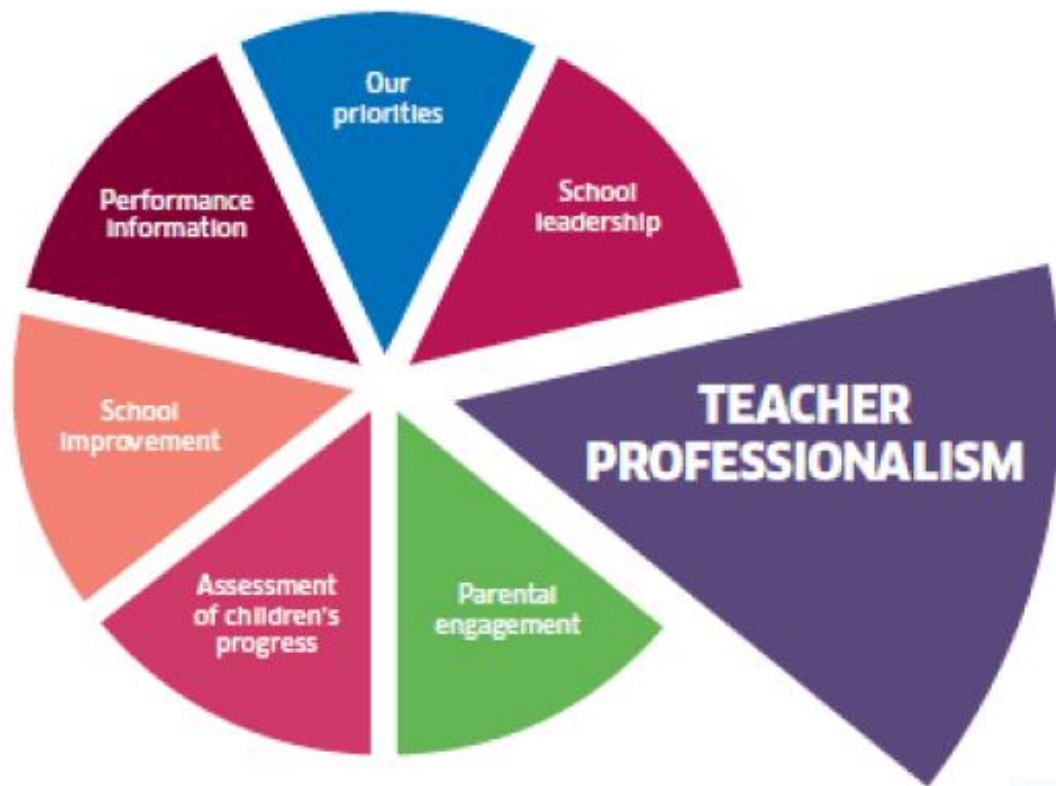 Our
priorities
School
leadership
TEACHER
PROFESSIONALISM
Parental
engagement
Assessment
of children's
progress
School
improvement
Performance
information